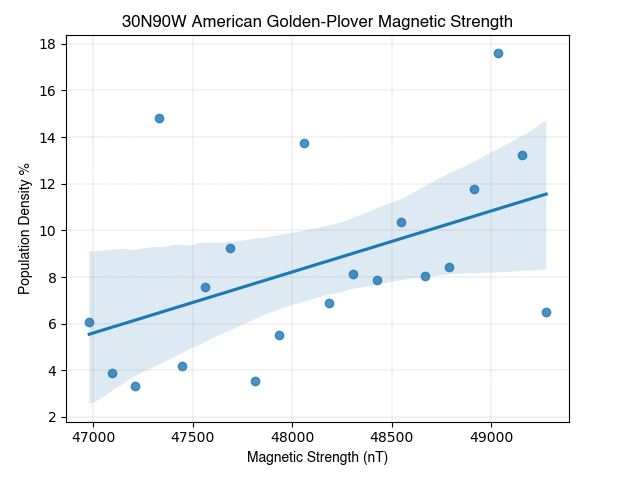 30N90W American Golden-Plover Magnetic Strength
18
16
14
12
10
8
6
4
2
Population Density %
47000 47500 48000 48500 49000
Magnetic Strength (nT)